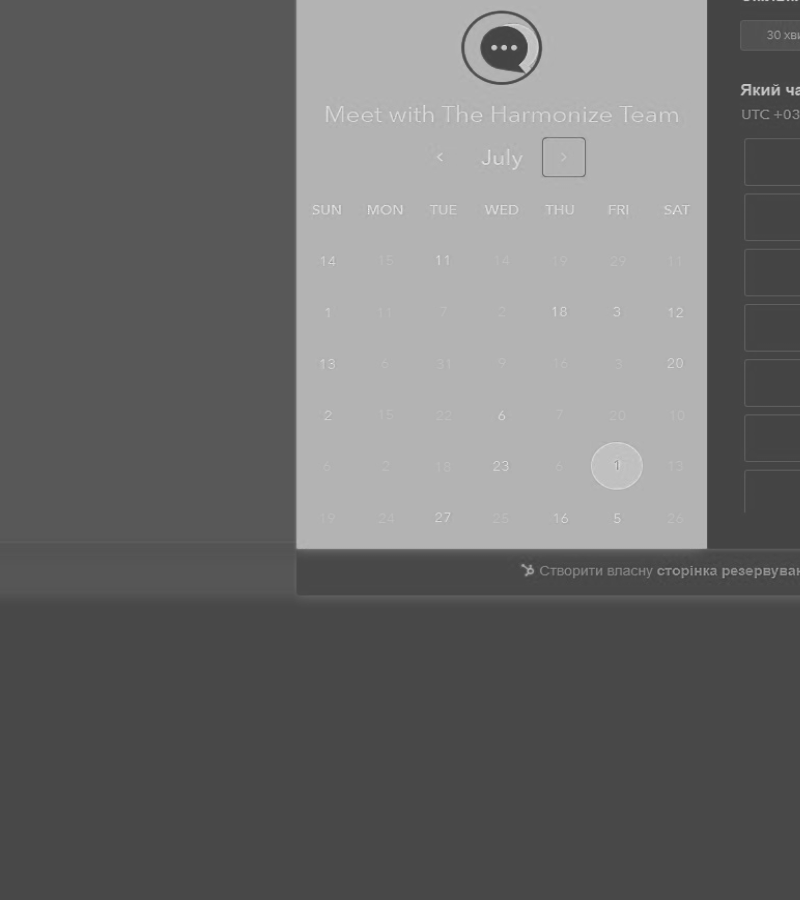 30 хви
Який ча
UTC +03
Meet with The Harmonize Team
July
SUN MON TUE WED THU FRI SAT
14 15 11 14 19 29 11
1 11 7 2 18 3 12
13 6 31 9 16 3 20
2 15 22 6 7 20 10
6 2 18 23 6 1 13
19 24 27 25 16 5 26
Створити власну сторінка резервуван